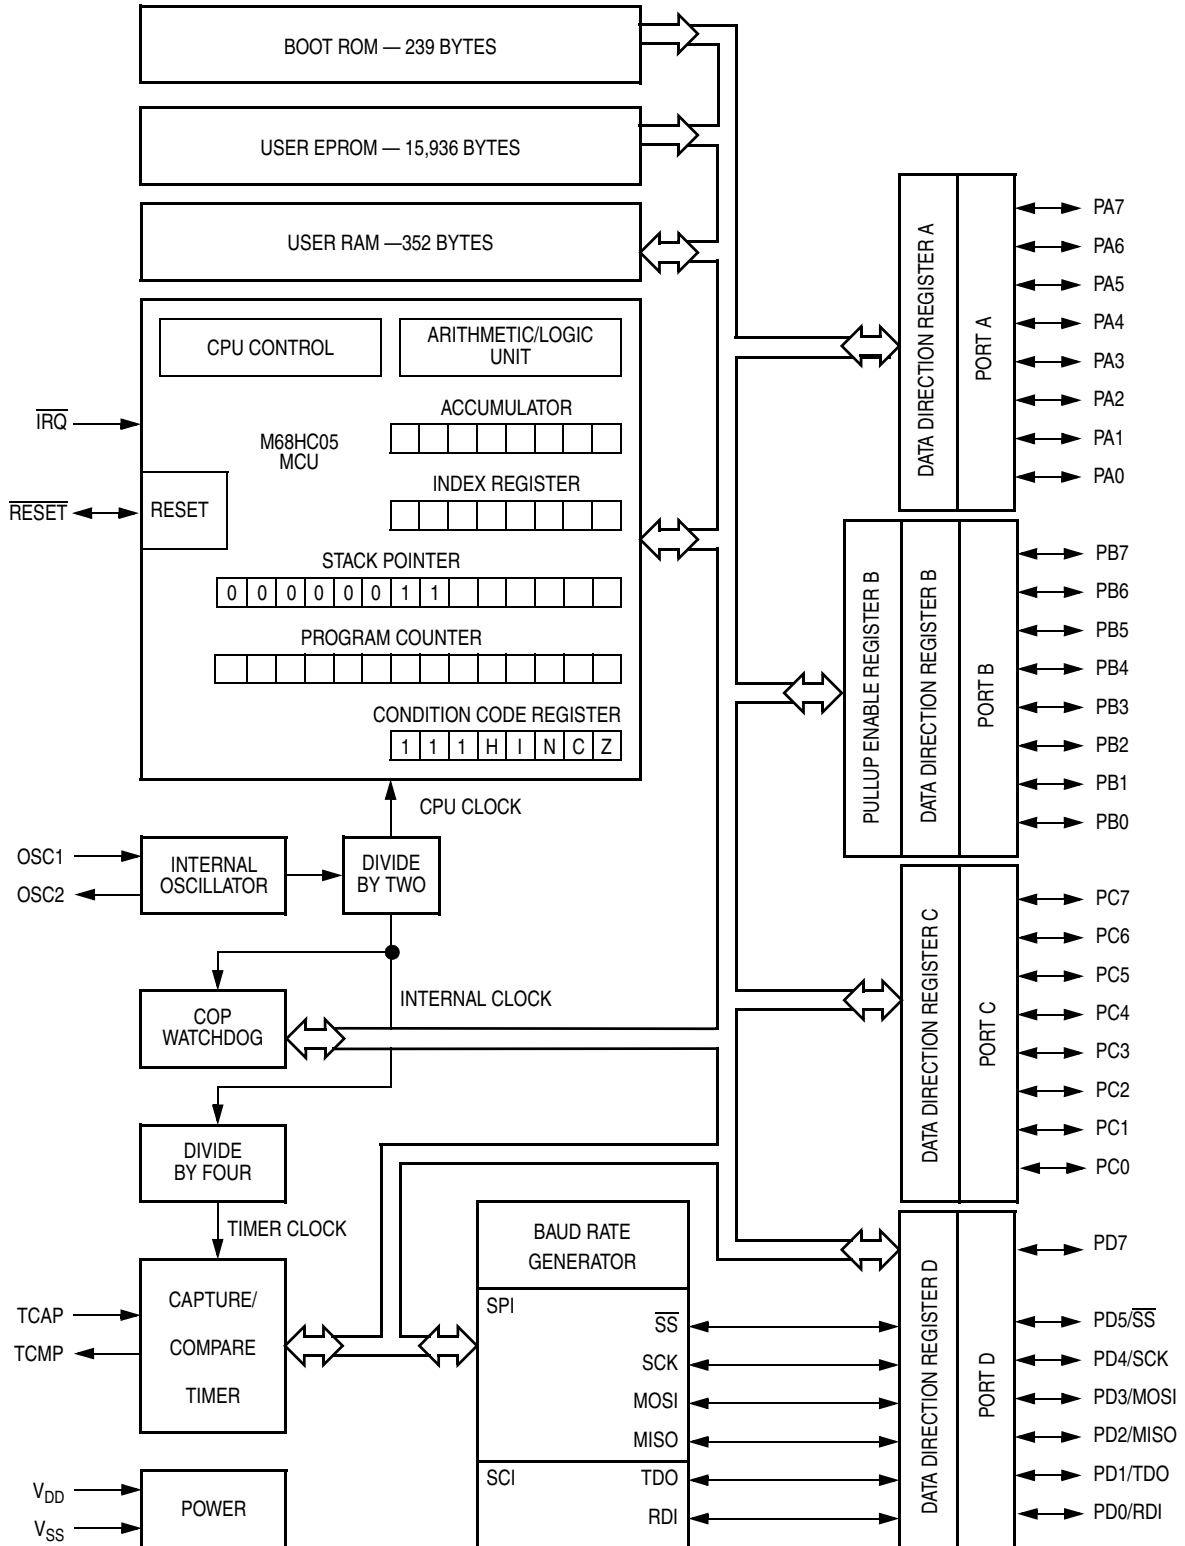 BOOT ROM — 239 BYTES
USER EPROM — 15,936 BYTES
USER RAM —352 BYTES
CPU CONTROL
ARITHMETIC/LOGIC
UNIT
ACCUMULATOR
M68HC05
MCU
INDEX REGISTER
IRQ
RESET
RESET
STACK POINTER
0 0 0 0 0 0 1 1
PROGRAM COUNTER
CONDITION CODE REGISTER
1 1 1 H I N C Z
CPU CLOCK
OSC1
OSC2
INTERNAL
OSCILLATOR
DIVIDE
BY TWO
INTERNAL CLOCK
COP
WATCHDOG
DIVIDE
BY FOUR
TIMER CLOCK
TCAP
TCMP
CAPTURE/
COMPARE
TIMER
VDD
VSS
POWER
BAUD RATE
GENERATOR
SPI
SS
SCK
MOSI
MISO
SCI
TDO
RDI
DATA DIRECTION REGISTER A
PORT A
PA7
PA6
PA5
PA4
PA3
PA2
PA1
PA0
PULLUP ENABLE REGISTER B
DATA DIRECTION REGISTER B
PORT B
PB7
PB6
PB5
PB4
PB3
PB2
PB1
PB0
DATA DIRECTION REGISTER C
PORT C
PC7
PC6
PC5
PC4
PC3
PC2
PC1
PC0
DATA DIRECTION REGISTER D
PORT D
PD7
PD5/SS
PD4/SCK
PD3/MOSI
PD2/MISO
PD1/TDO
PD0/RDI